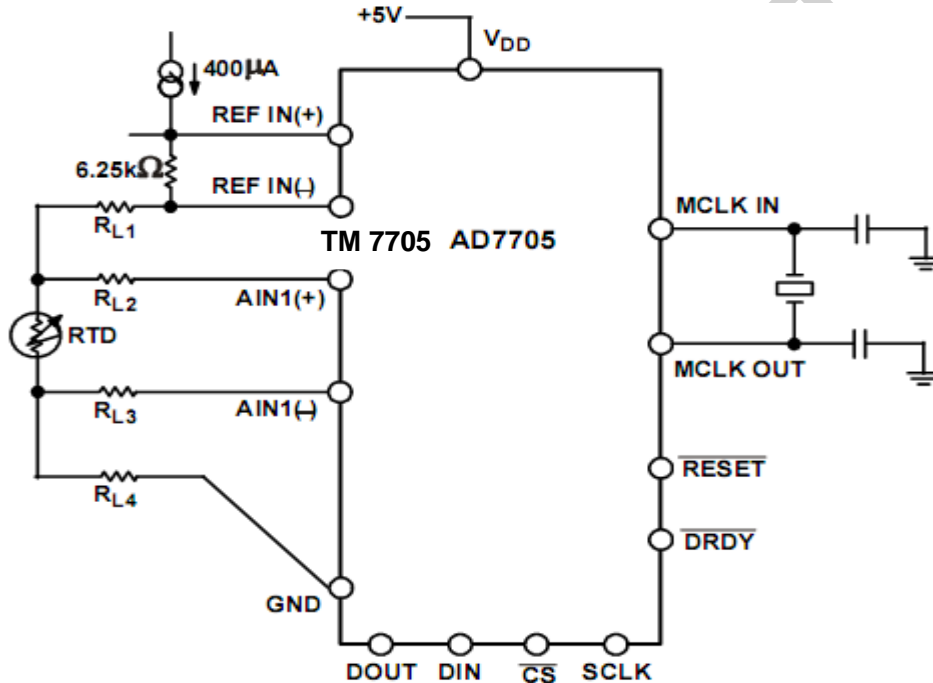 +5V
VDD
400µA
REF IN(+)
6.25kΩ
REF IN(-)
RL1
MCLK IN
TM 7705 AD7705
RL2
AIN1(+)
RTD
MCLK OUT
RL3
AIN1(-)
RL4
RESET
DRDY
GND
DOUT DIN CS SCLK